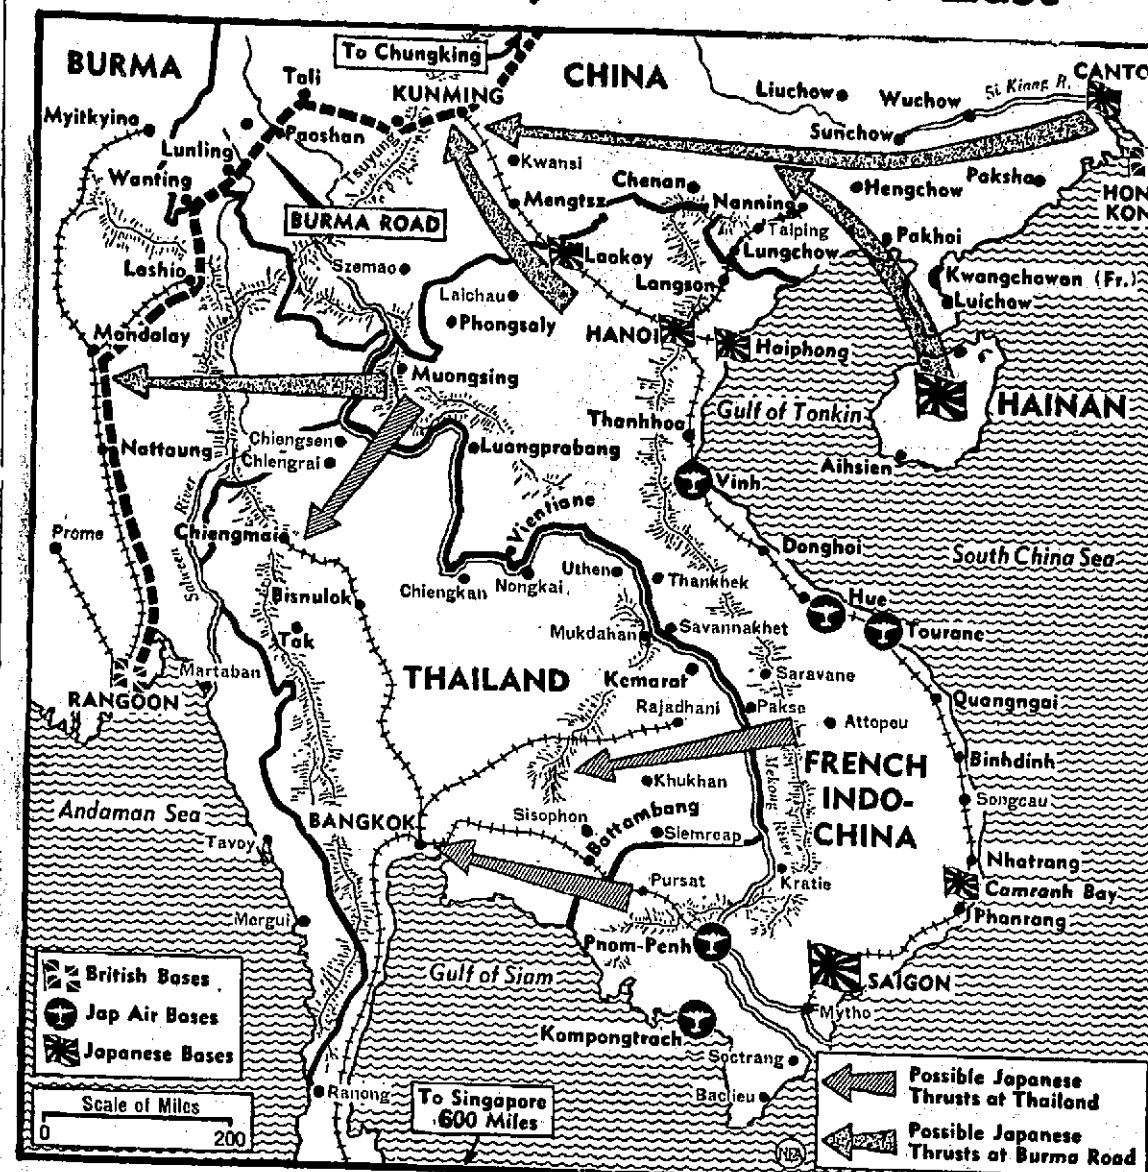 East
To Chungking
BURMA
CHINA
Tali
KUNMING
Liuchow
Wuchow
Si Kiang R.
CANTO
Myitkyina
Paoshan
Sunchow
Lunling
Tsuyung
Kwansi
Wanting
Chenan
Hengchow
Paksha
HON
KON
Mengtsz
Nanning
BURMA ROAD
Taiping
Pakhoi
Laokay
Lungchow
Szemao
Lashio
Langson
Kwangchowan (Fr.)
Laichau
Luichow
Phongsaly
Mandalay
HANOI
Haiphong
Muongsing
HAINAN
Gulf of Tonkin
Thanhhoa
Chiengsen
Nattaung
Luangprabang
Chiengrai
Aihsien
Vinh
Salween River
Vientiane
Prome
Chiengmai
Donghoi
South China Sea
Uthen
Thankhek
Chiengkan
Nongkai
Bisnulok
Hue
Tak
Mukdahan
Savannakhet
Tourane
Martaban
THAILAND
Kemarat
Saravane
RANGOON
Rajadhani
Pakse
Quangngai
Attopeu
Khukhan
FRENCH
INDO-
CHINA
Binhdinh
Mekong River
Andaman Sea
BANGKOK
Sisophon
Battambang
Songcau
Siemreap
Tavoy
Nhatrang
Pursat
Kratie
Camranh Bay
Mergui
Phanrang
Pnom-Penh
British Bases
Gulf of Siam
SAIGON
Jap Air Bases
Mytho
Kompongtrach
Japanese Bases
Soctrang
Ranong
To Singapore
600 Miles
Baclieu
Scale of Miles
0 200
Possible Japanese
Thrusts at Thailand
Possible Japanese
Thrusts at Burma Road
NEA